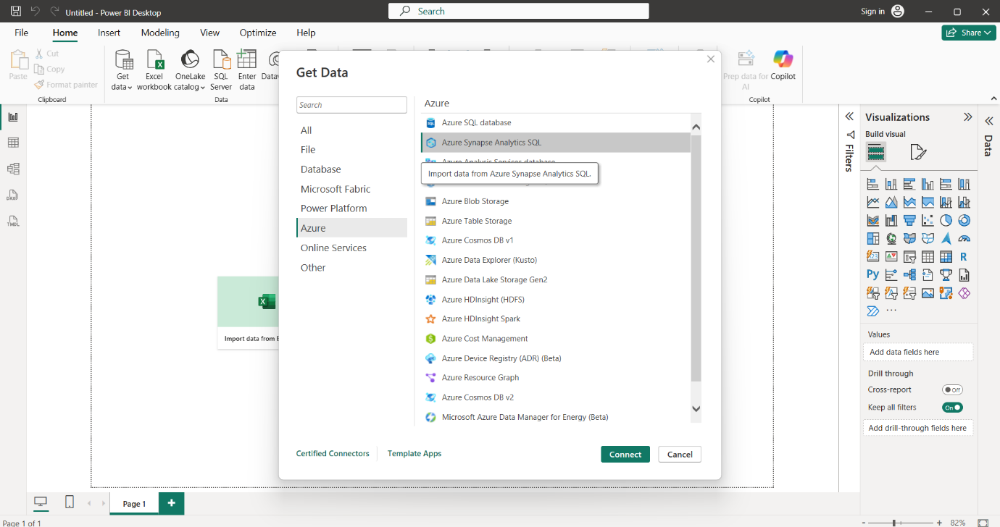 Untitled - Power BI Desktop
Search
Sign in
File
Home
Insert
Modeling
View
Optimize
Help
Share
Paste
Cut
Copy
Format painter
Clipboard
Get data
Excel workbook
OneLake catalog
SQL Server
Enter data
Data
Prep data for AI
Copilot
Copilot
Get Data
Search
All
File
Database
Microsoft Fabric
Power Platform
Azure
Online Services
Other
Azure
Azure SQL database
Azure Synapse Analytics SQL
Azure Analysis Services database
Import data from Azure Synapse Analytics SQL.
Azure Blob Storage
Azure Table Storage
Azure Cosmos DB v1
Azure Data Explorer (Kusto)
Azure Data Lake Storage Gen2
Azure HDInsight (HDFS)
Azure HDInsight Spark
Azure Cost Management
Azure Device Registry (ADR) (Beta)
Azure Resource Graph
Azure Cosmos DB v2
Microsoft Azure Data Manager for Energy (Beta)
Certified Connectors
Template Apps
Connect
Cancel
Import data from
DAX
TMDL
Filters
Visualizations
Build visual
Data
123
R
Py
Values
Add data fields here
Drill through
Cross-report
Off
Keep all filters
On
Add drill-through fields here
Page 1
Page 1 of 1
- + 82%